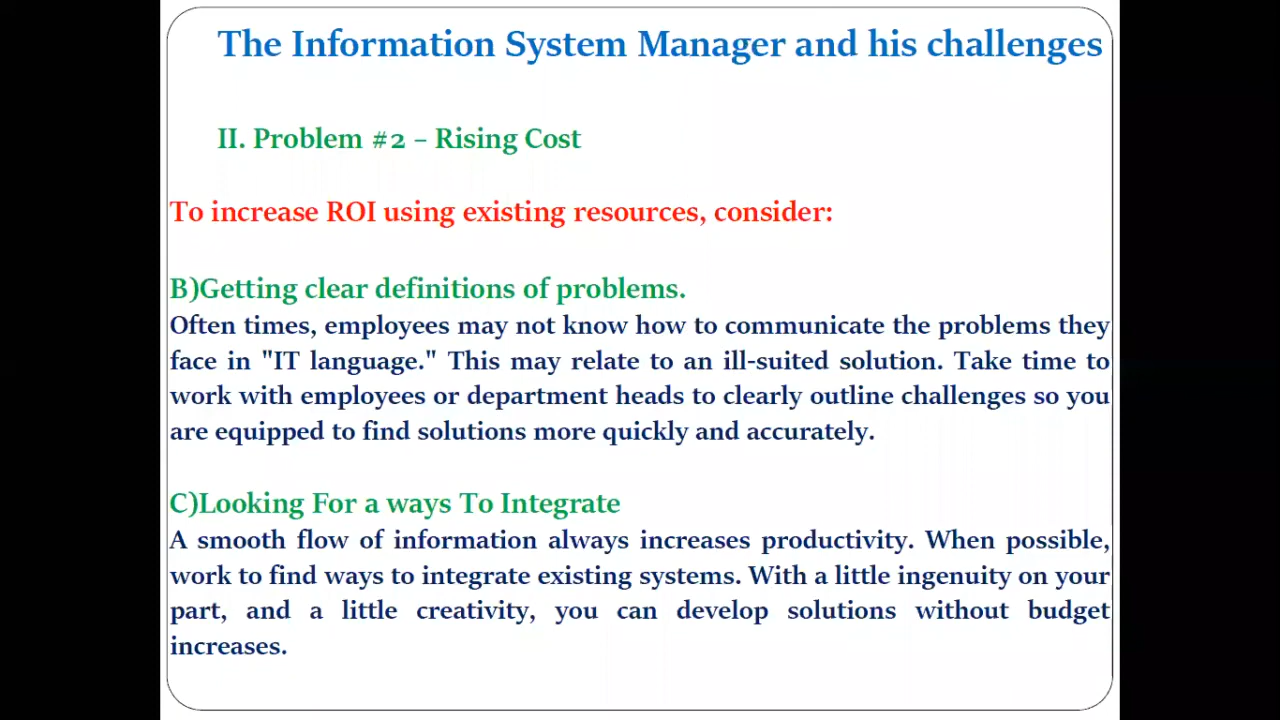 The Information System Manager and his challenges
II. Problem #2 – Rising Cost
To increase ROI using existing resources, consider:
B)Getting clear definitions of problems.
Often times, employees may not know how to communicate the problems they
face in "IT language." This may relate to an ill-suited solution. Take time to
work with employees or department heads to clearly outline challenges so you
are equipped to find solutions more quickly and accurately.
C)Looking For a ways To Integrate
A smooth flow of information always increases productivity. When possible,
work to find ways to integrate existing systems. With a little ingenuity on your
part, and a little creativity, you can develop solutions without budget
increases.